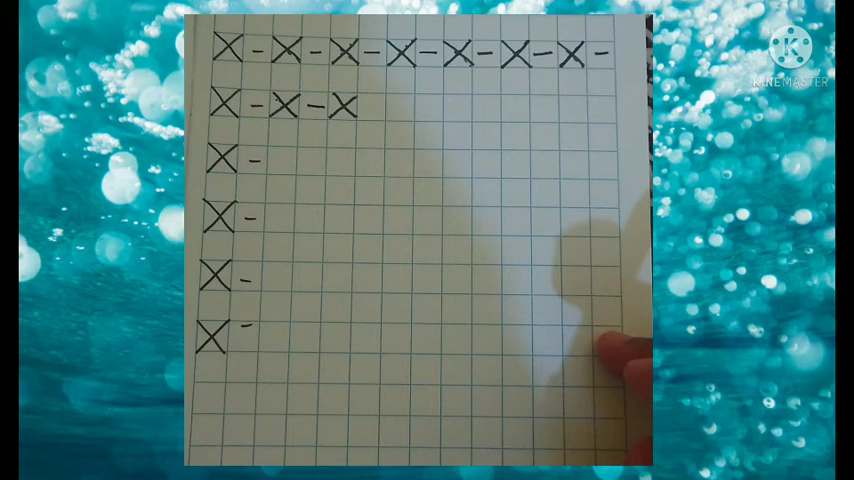 X - X - X - X - X - X - X -
X - X - X
X -
X -
X -
X -
K
KINEMASTER